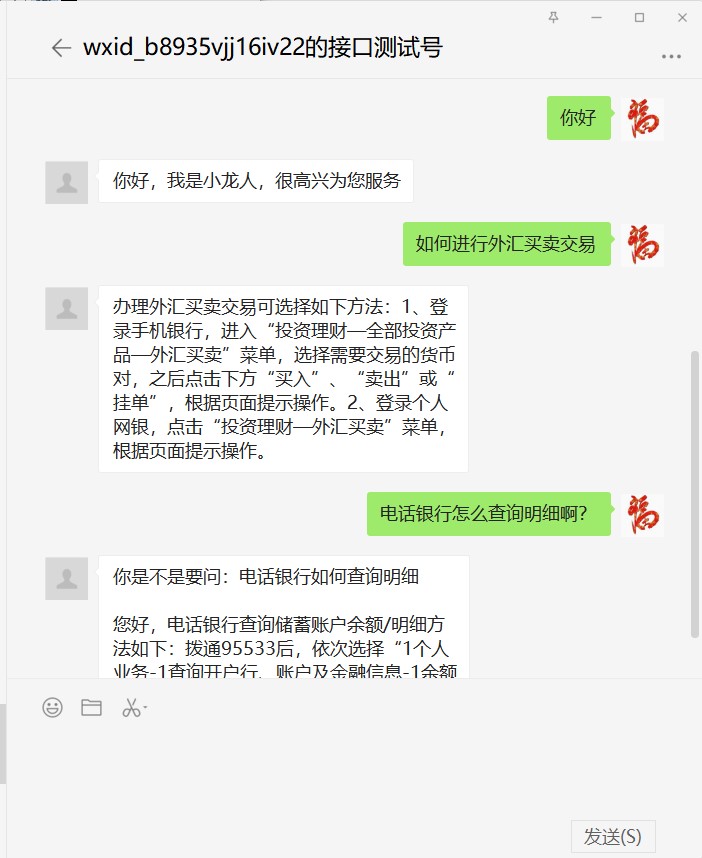 wxid_b8935vjj16iv22的接口测试号
你好
福
你好，我是小龙人，很高兴为您服务
如何进行外汇买卖交易
福
办理外汇买卖交易可选择如下方法：1、登
录手机银行，进入“投资理财—全部投资产
品—外汇买卖”菜单，选择需要交易的货币
对，之后点击下方“买入”、“卖出”或“
挂单”，根据页面提示操作。2、登录个人
网银，点击“投资理财—外汇买卖”菜单，
根据页面提示操作。
电话银行怎么查询明细啊？
福
你是不是要问：电话银行如何查询明细
您好，电话银行查询储蓄账户余额/明细方
法如下：拨通95533后，依次选择“1个人
业务-1查询开户行、账户及金融信息-1余额
发送(S)